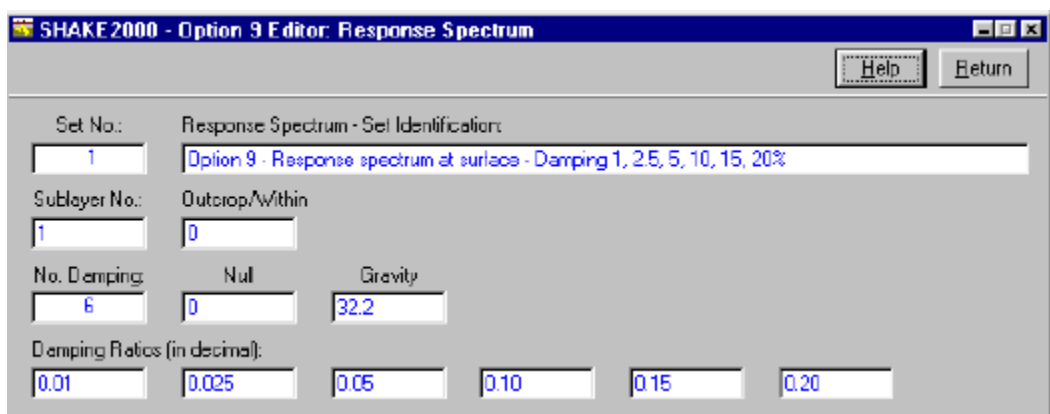 SHAKE2000 - Option 9 Editor: Response Spectrum
Help Return
Set No.: Response Spectrum - Set Identification:
1 Option 9 - Response spectrum at surface - Damping 1, 2.5, 5, 10, 15, 20%
Sublayer No.: Outcrop/Within
1 0
No. Damping: Null Gravity
6 0 32.2
Damping Ratios (in decimal):
0.01 0.025 0.05 0.10 0.15 0.20